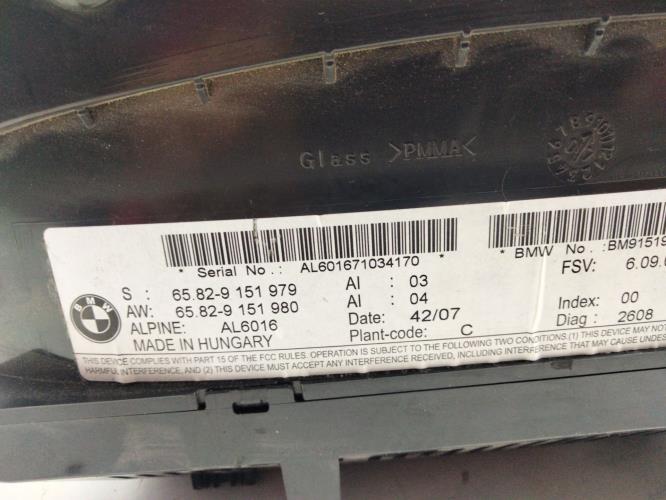 Glass >PMMA<
* Serial No.: AL601671034170 *
* BMW No.: BM91519
S : 65.82-9 151 979 AI : 03
FSV: 6.09.
AW: 65.82-9 151 980 AI : 04
ALPINE: AL6016 Date: 42/07
Index: 00
MADE IN HUNGARY Plant-code: C
Diag: 2608
BMW
THIS DEVICE COMPLIES WITH PART 15 OF THE FCC RULES. OPERATION IS SUBJECT TO THE FOLLOWING TWO CONDITIONS.(1) THIS DEVICE MAY NOT CAUSE
HARMFUL INTERFERENCE, AND (2) THIS DEVICE MUST ACCEPT ANY INTERFERENCE RECEIVED, INCLUDING INTERFERENCE THAT MAY CAUSE UNDES